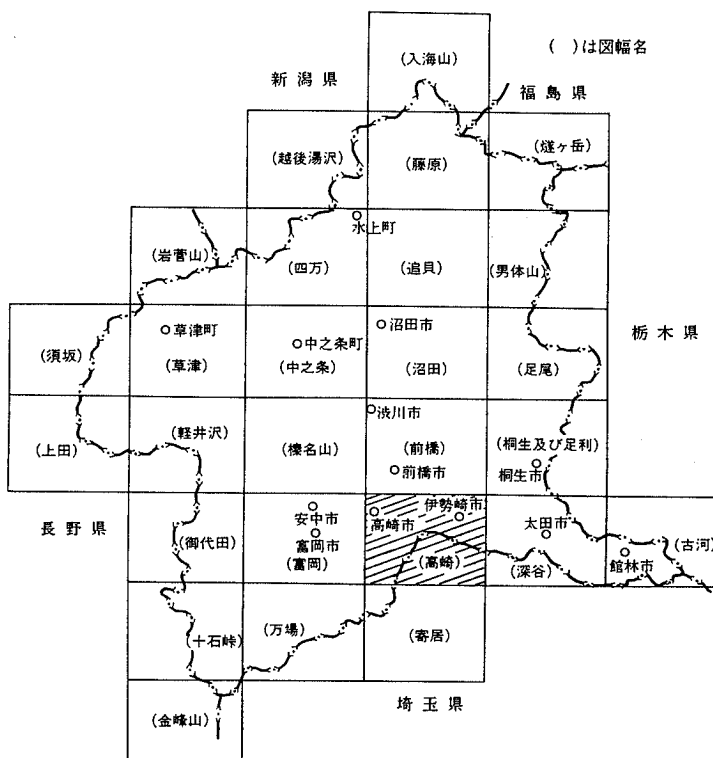 ( )は図幅名
(入海山)
新潟県
福島県
(越後湯沢)
(藤原)
(燧ヶ岳)
水上町
(岩菅山)
(四万)
(追貝)
(男体山)
栃木県
草津町
中之条町
沼田市
(須坂)
(草津)
(中之条)
(沼田)
(足尾)
渋川市
(軽井沢)
(上田)
(榛名山)
(前橋)
(桐生及び足利)
前橋市
桐生市
長野県
安中市
高崎市
伊勢崎市
太田市
(御代田)
富岡市
(富岡)
(高崎)
(深谷)
館林市
(古河)
(十石峠)
(万場)
(寄居)
埼玉県
(金峰山)